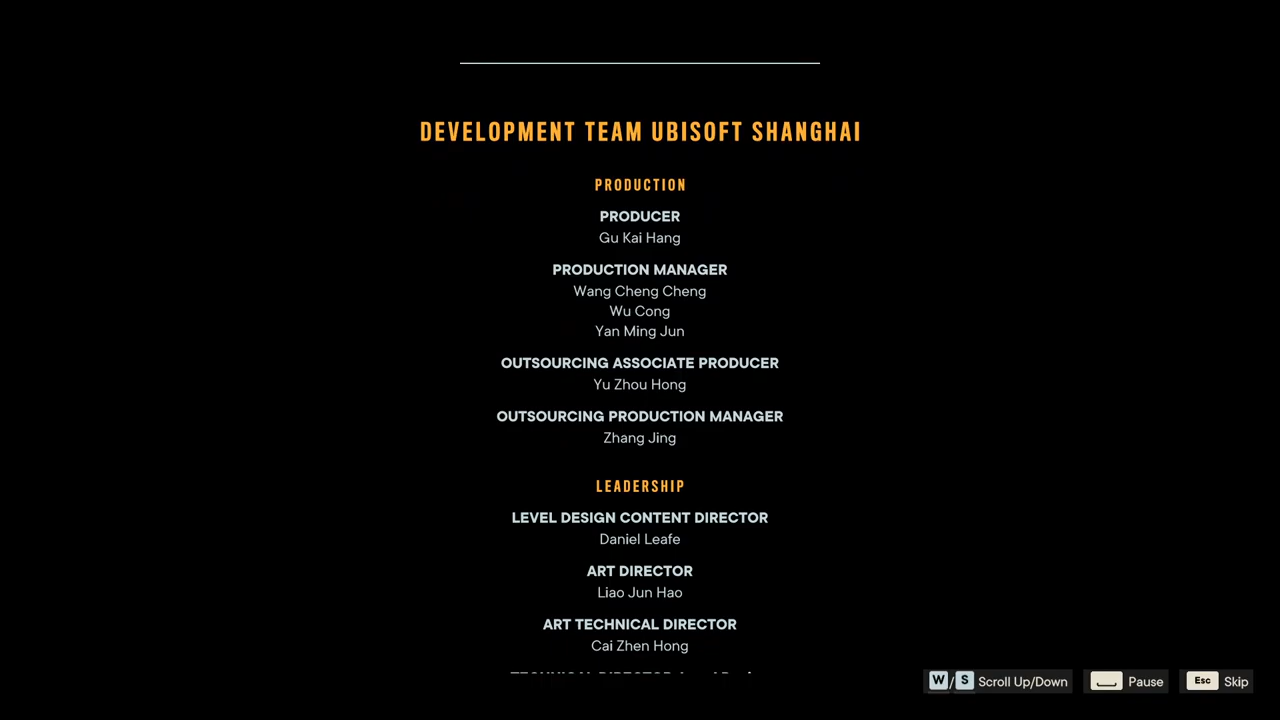 DEVELOPMENT TEAM UBISOFT SHANGHAI
PRODUCTION
PRODUCER
Gu Kai Hang
PRODUCTION MANAGER
Wang Cheng Cheng
Wu Cong
Yan Ming Jun
OUTSOURCING ASSOCIATE PRODUCER
Yu Zhou Hong
OUTSOURCING PRODUCTION MANAGER
Zhang Jing
LEADERSHIP
LEVEL DESIGN CONTENT DIRECTOR
Daniel Leafe
ART DIRECTOR
Liao Jun Hao
ART TECHNICAL DIRECTOR
Cai Zhen Hong
W/S Scroll Up/Down Pause Esc Skip